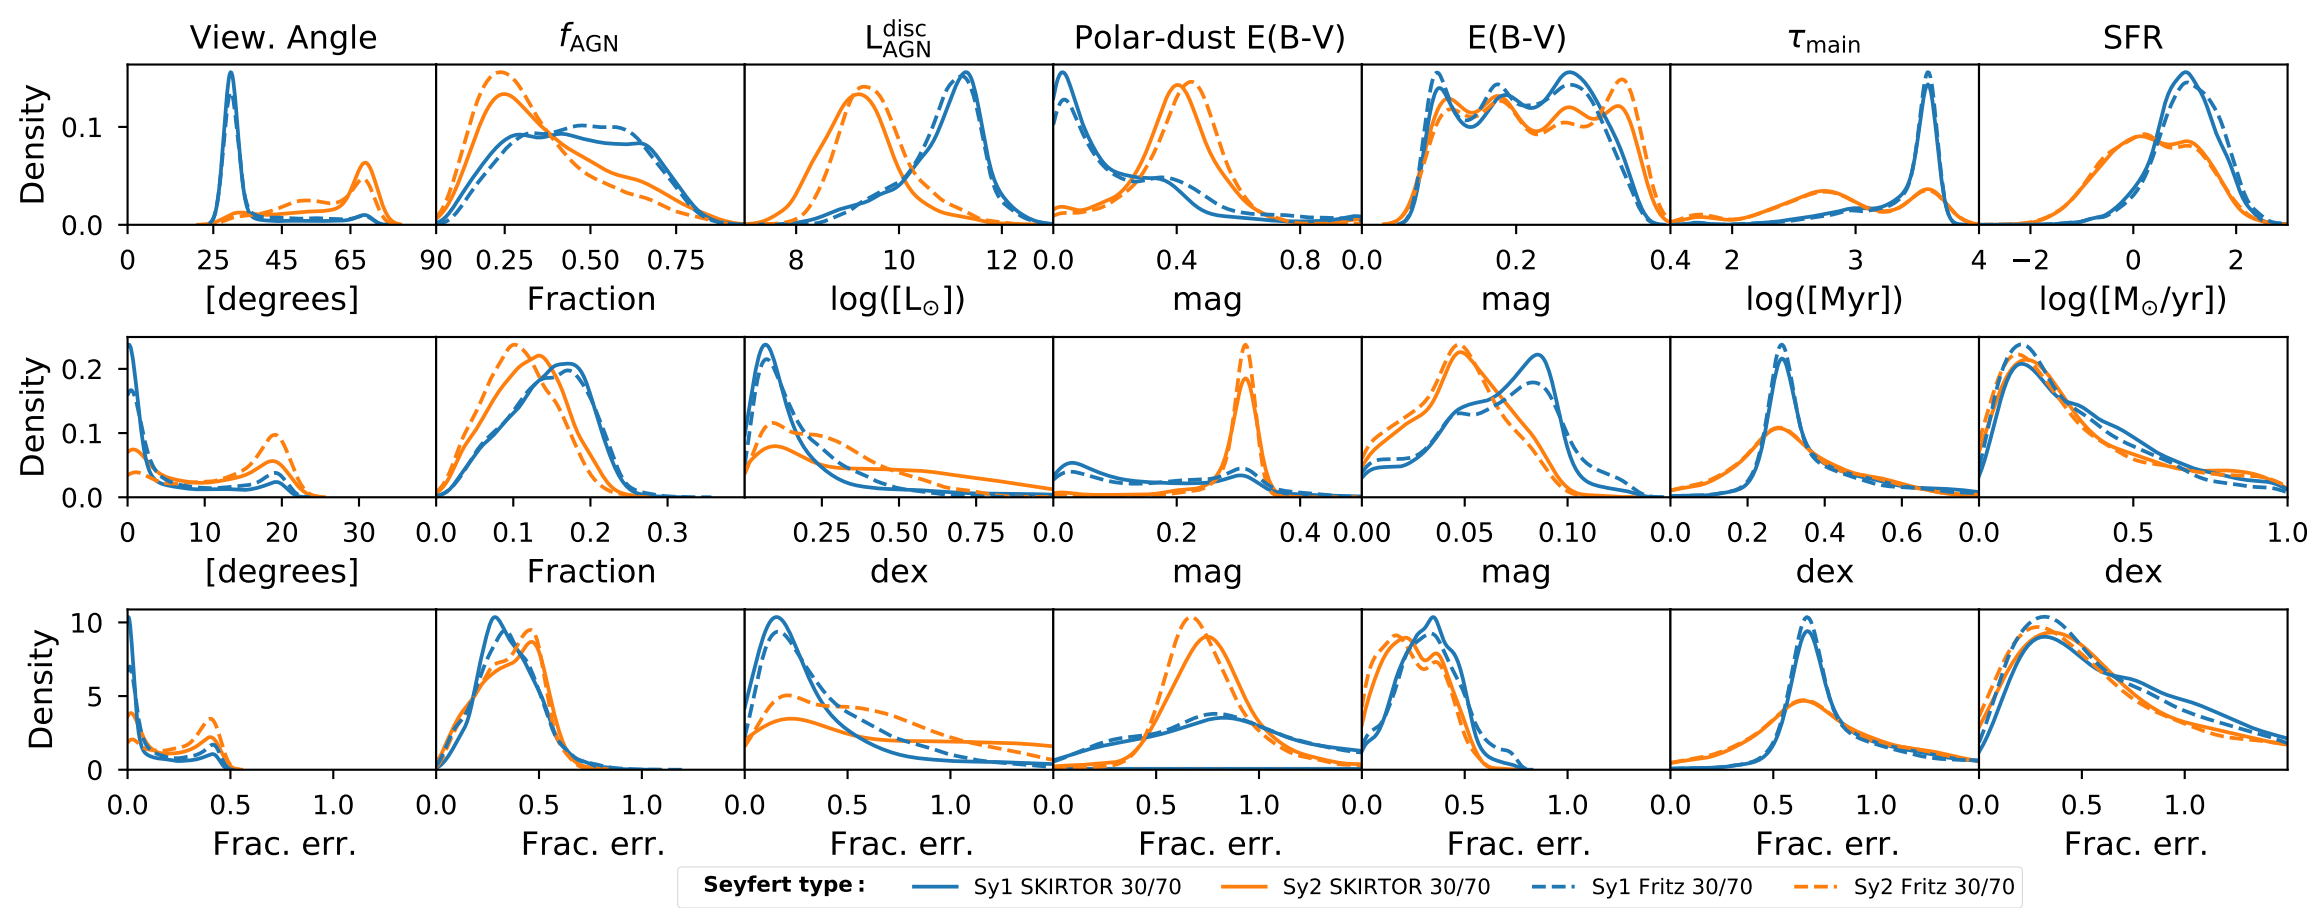 View. Angle f_AGN L^disc_AGN Polar-dust E(B-V) E(B-V) τ_main SFR
Density
0.1
0.0
0 25 45 65 90 0.25 0.50 0.75 8 10 12 0.0 0.4 0.8 0.0 0.2 0.4 2 3 4 −2 0 2
[degrees] Fraction log([L⊙]) mag mag log([Myr]) log([M⊙/yr])
Density
0.2
0.1
0.0
0 10 20 30 0.0 0.1 0.2 0.3 0.25 0.50 0.75 0.0 0.2 0.4 0.00 0.05 0.10 0.0 0.2 0.4 0.6 0.0 0.5 1.0
[degrees] Fraction dex mag mag dex dex
Density
10
5
0
0.0 0.5 1.0 0.0 0.5 1.0 0.0 0.5 1.0 0.0 0.5 1.0 0.0 0.5 1.0 0.0 0.5 1.0 0.0 0.5 1.0
Frac. err. Frac. err. Frac. err. Frac. err. Frac. err. Frac. err. Frac. err.
Seyfert type: Sy1 SKIRTOR 30/70 Sy2 SKIRTOR 30/70 Sy1 Fritz 30/70 Sy2 Fritz 30/70